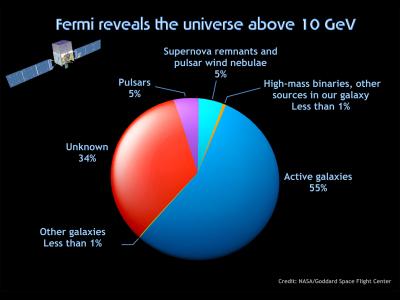 Fermi reveals the universe above 10 GeV
Supernova remnants and
pulsar wind nebulae
5%
Pulsars
5%
High-mass binaries, other
sources in our galaxy
Less than 1%
Unknown
34%
Active galaxies
55%
Other galaxies
Less than 1%
Credit: NASA/Goddard Space Flight Center